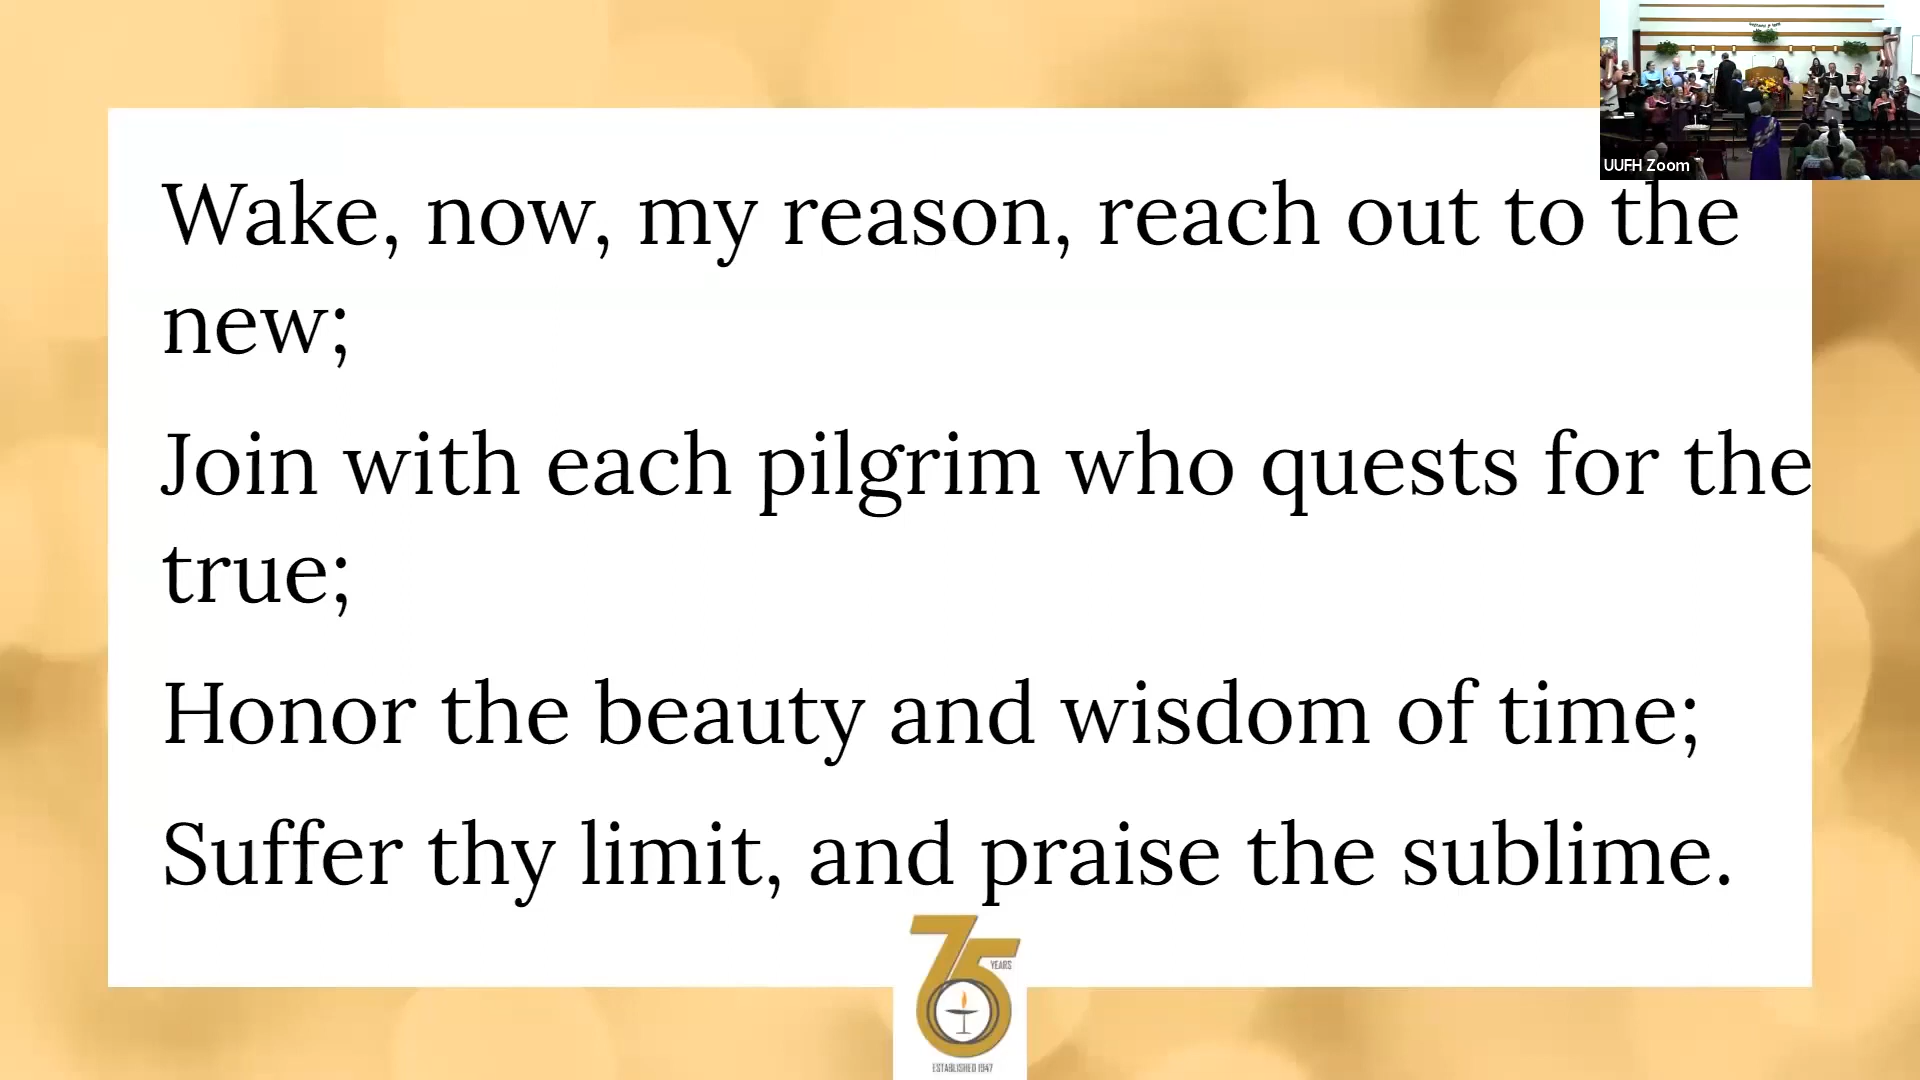 UUFH Zoom
Wake, now, my reason, reach out to the
new;
Join with each pilgrim who quests for the
true;
Honor the beauty and wisdom of time;
Suffer thy limit, and praise the sublime.
75
YEARS
ESTABLISHED 1947